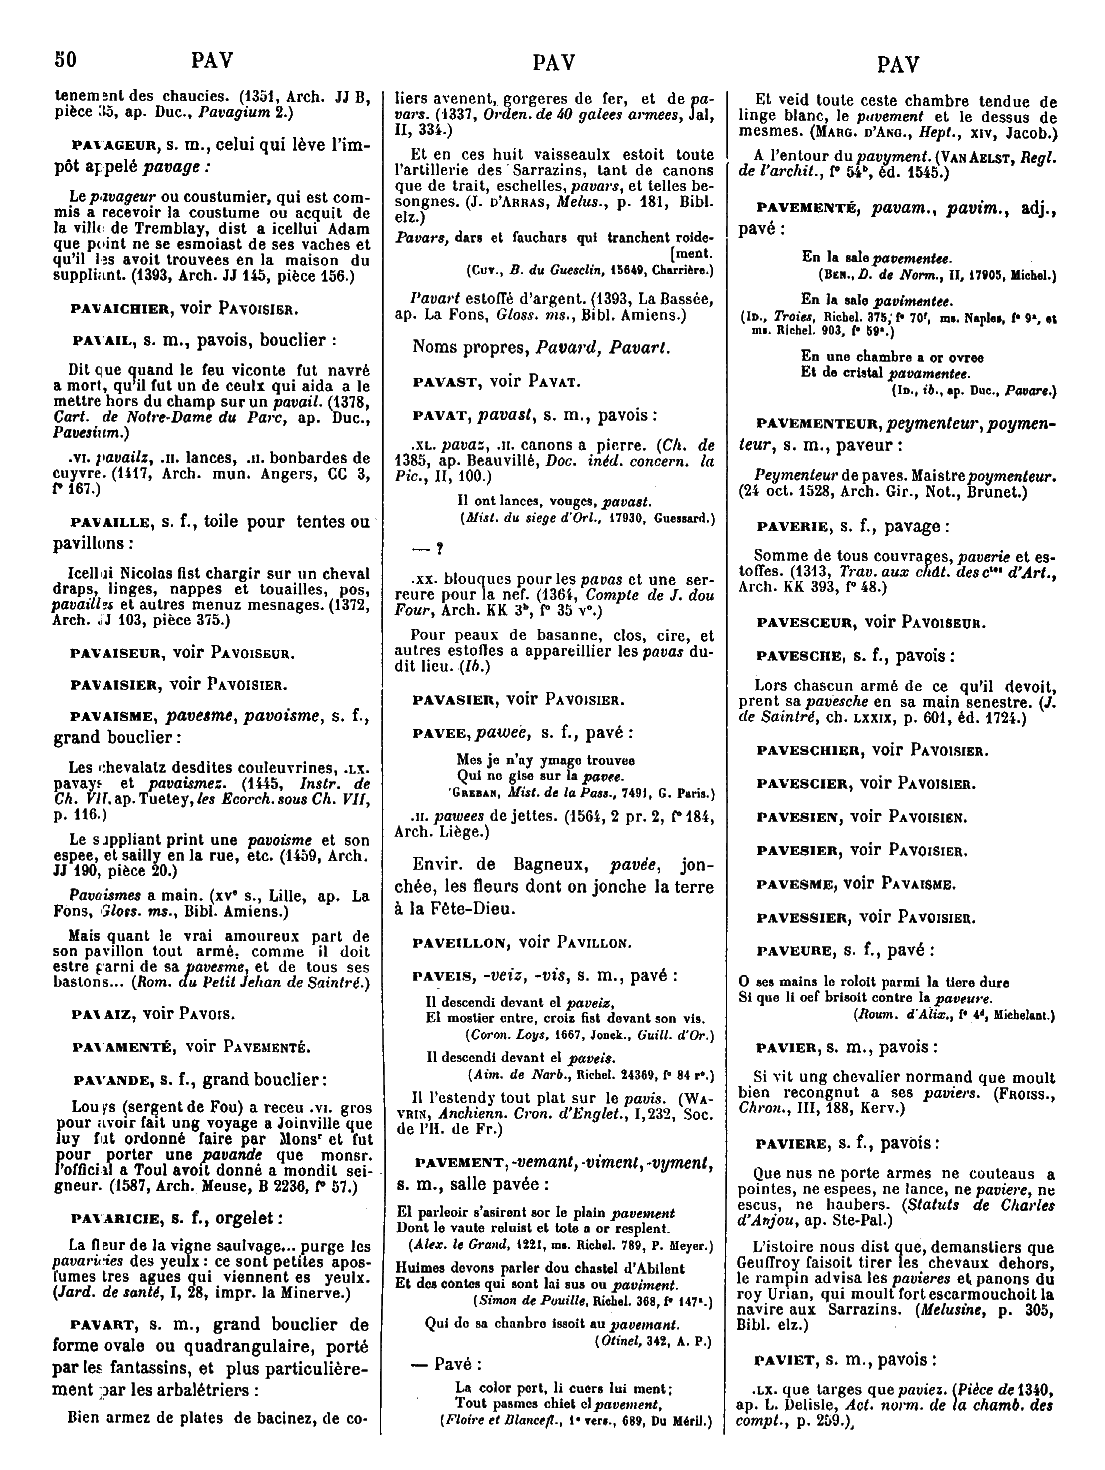 50
PAV
PAV
PAV
tenement des chaucies. (1351, Arch. JJ B,
pièce 35, ap. Duc., Pavagium 2.)
PAVAGEUR, s. m., celui qui lève l'im-
pôt appelé pavage :
Le pavageur ou coustumier, qui est com-
mis a recevoir la coustume ou acquit de
la ville de Tremblay, dist a icellui Adam
que point ne se esmoiast de ses vaches et
qu'il les avoit trouvees en la maison du
suppliant. (1393, Arch. JJ 145, pièce 156.)
PAVAICHIER, voir PAVOISIER.
PAVAIL, s. m., pavois, bouclier :
Dit que quand le feu viconte fut navré
a mort, qu'il fut un de ceulx qui aida a le
mettre hors du champ sur un pavail. (1378,
Cart. de Notre-Dame du Parc, ap. Duc.,
Pavesium.)
.VI. pavailz, .II. lances, .II. bonbardes de
cuyvre. (1417, Arch. mun. Angers, CC 3,
f° 167.)
PAVAILLE, s. f., toile pour tentes ou
pavillons :
Icellui Nicolas fist chargir sur un cheval
draps, linges, nappes et touailles, pos,
pavailles et autres menuz mesnages. (1372,
Arch. JJ 103, pièce 375.)
PAVAISEUR, voir PAVOISEUR.
PAVAISIER, voir PAVOISIER.
PAVAISME, pavesme, pavoisme, s. f.,
grand bouclier :
Les chevalatz desdites couleuvrines, .LX.
pavays et pavaismez. (1445, Instr. de
Ch. VII, ap. Tuetey, les Ecorch. sous Ch. VII,
p. 116.)
Le suppliant print une pavoisme et son
espee, et sailly en la rue, etc. (1459, Arch.
JJ 190, pièce 20.)
Pavaismes a main. (XVe s., Lille, ap. La
Fons, Gloss. ms., Bibl. Amiens.)
Mais quant le vrai amoureux part de
son pavillon tout armé, comme il doit
estre garni de sa pavesme, et de tous ses
bastons... (Rom. du Petit Jehan de Saintré.)
PAVAIZ, voir PAVOIS.
PAVAMENTÉ, voir PAVEMENTÉ.
PAVANDE, s. f., grand bouclier :
Louys (sergent de Fou) a receu .VI. gros
pour avoir fait ung voyage a Joinville que
luy fut ordonné faire par Monsr et fut
pour porter une pavande que monsr.
l'official a Toul avoit donné a mondit sei-
gneur. (1587, Arch. Meuse, B 2236, f° 57.)
PAVARICIE, s. f., orgelet :
La fleur de la vigne saulvage... purge les
pavaricies des yeulx : ce sont petites apos-
fumes tres agues qui viennent es yeulx.
(Jard. de santé, I, 28, impr. la Minerve.)
PAVART, s. m., grand bouclier de
forme ovale ou quadrangulaire, porté
par les fantassins, et plus particulière-
ment par les arbalétriers :
Bien armez de plates de bacinez, de co-
liers avenent, gorgeres de fer, et de pa-
vars. (1337, Orden. de 40 galees armees, Jal,
II, 334.)
Et en ces huit vaisseaulx estoit toute
l'artillerie des Sarrazins, tant de canons
que de trait, eschelles, pavars, et telles be-
songnes. (J. D'ARRAS, Melus., p. 181, Bibl.
elz.)
Pavars, dars et fauchars qui tranchent roide-
[ment.
(CUV., B. du Guesclin, 15649, Charrière.)
Pavart estoffé d'argent. (1393, La Bassée,
ap. La Fons, Gloss. ms., Bibl. Amiens.)
Noms propres, Pavard, Pavart.
PAVAST, voir PAVAT.
PAVAT, pavast, s. m., pavois :
.XL. pavaz, .II. canons a pierre. (Ch. de
1385, ap. Beauvillé, Doc. inéd. concern. la
Pic., II, 100.)
Il ont lances, vouges, pavast.
(Mist. du siege d'Orl., 17930, Guessard.)
— ?
.XX. blouques pour les pavas et une ser-
reure pour la nef. (1364, Compte de J. dou
Four, Arch. KK 3b, f° 35 v°.)
Pour peaux de basanne, clos, cire, et
autres estoffes a appareillier les pavas du-
dit lieu. (Ib.)
PAVASIER, voir PAVOISIER.
PAVEE, pawee, s. f., pavé :
Mes je n'ay ymage trouvee
Qui ne gise sur la pavee.
(GREBAN, Mist. de la Pass., 7491, G. Paris.)
.II. pawees de jettes. (1564, 2 pr. 2, f° 184,
Arch. Liège.)
Envir. de Bagneux, pavée, jon-
chée, les fleurs dont on jonche la terre
à la Fête-Dieu.
PAVEILLON, voir PAVILLON.
PAVEIS, -veiz, -vis, s. m., pavé :
Il descendi devant el paveiz,
El mostier entre, croiz fist devant son vis.
(Coron. Loys, 1667, Jonck., Guill. d'Or.)
Il descendi devant el paveis.
(Aim. de Narb., Richel. 24369, f° 84 r°.)
Il l'estendy tout plat sur le pavis. (WA-
VRIN, Anchienn. Cron. d'Englet., I, 232, Soc.
de l'H. de Fr.)
PAVEMENT, -vemant, -viment, -vyment,
s. m., salle pavée :
El parleoir s'asirent sor le plain pavement
Dont le vaute reluist et tote a or resplent.
(Alex. le Grand, 1221, ms. Richel. 789, P. Meyer.)
Huimes devons parler dou chastel d'Abilent
Et des contes qui sont lai sus ou paviment.
(Simon de Pouille, Richel. 368, f° 147a.)
Qui de sa chanbre issoit au pavemant.
(Otinel, 342, A. P.)
— Pavé :
La color pert, li cuers lui ment;
Tout pasmes chiet el pavement,
(Floire et Blancefl., 1e vers., 689, Du Méril.)
Et veid toute ceste chambre tendue de
linge blanc, le pavement et le dessus de
mesmes. (MARG. D'ANG., Hept., XIV, Jacob.)
A l'entour du pavyment. (VAN AELST, Regl.
de l'archit., f° 54b, éd. 1545.)
PAVEMENTÉ, pavam., pavim., adj.,
pavé :
En la sale pavementee.
(BEN., D. de Norm., II, 17905, Michel.)
En la sale pavimentee.
(ID., Troies, Richel. 375, f° 70f, ms. Naples, f° 9a, et
ms. Richel. 903, f° 59a.)
En une chambre a or ovree
Et de cristal pavamentee.
(ID., ib., ap. Duc., Pavare.)
PAVEMENTEUR, peymenteur, poymen-
teur, s. m., paveur :
Peymenteur de paves. Maistre poymenteur.
(24 oct. 1528, Arch. Gir., Not., Brunet.)
PAVERIE, s. f., pavage :
Somme de tous couvrages, paverie et es-
toffes. (1313, Trav. aux chât. des ctes d'Art.,
Arch. KK 393, f° 48.)
PAVESCEUR, voir PAVOISEUR.
PAVESCHE, s. f., pavois :
Lors chascun armé de ce qu'il devoit,
prent sa pavesche en sa main senestre. (J.
de Saintré, ch. LXXIX, p. 601, éd. 1724.)
PAVESCHIER, voir PAVOISIER.
PAVESCIER, voir PAVOISIER.
PAVESIEN, voir PAVOISIEN.
PAVESIER, voir PAVOISIER.
PAVESME, voir PAVAISME.
PAVESSIER, voir PAVOISIER.
PAVEURE, s. f., pavé :
O ses mains le roloit parmi la tiere dure
Si que li oef brisoit contre la paveure.
(Roum. d'Alix., f° 4d, Michelant.)
PAVIER, s. m., pavois :
Si vit ung chevalier normand que moult
bien recongnut a ses paviers. (FROISS.,
Chron., III, 188, Kerv.)
PAVIERE, s. f., pavois :
Que nus ne porte armes ne couteaus a
pointes, ne espees, ne lance, ne paviere, ne
escus, ne haubers. (Statuts de Charles
d'Anjou, ap. Ste-Pal.)
L'istoire nous dist que, demanstiers que
Geuffroy faisoit tirer les chevaux dehors,
le rampin advisa les pavieres et panons du
roy Urian, qui moult fort escarmouchoit la
navire aux Sarrazins. (Melusine, p. 305,
Bibl. elz.)
PAVIET, s. m., pavois :
.LX. que targes que paviez. (Pièce de 1340,
ap. L. Delisle, Act. norm. de la chamb. des
compt., p. 259.)